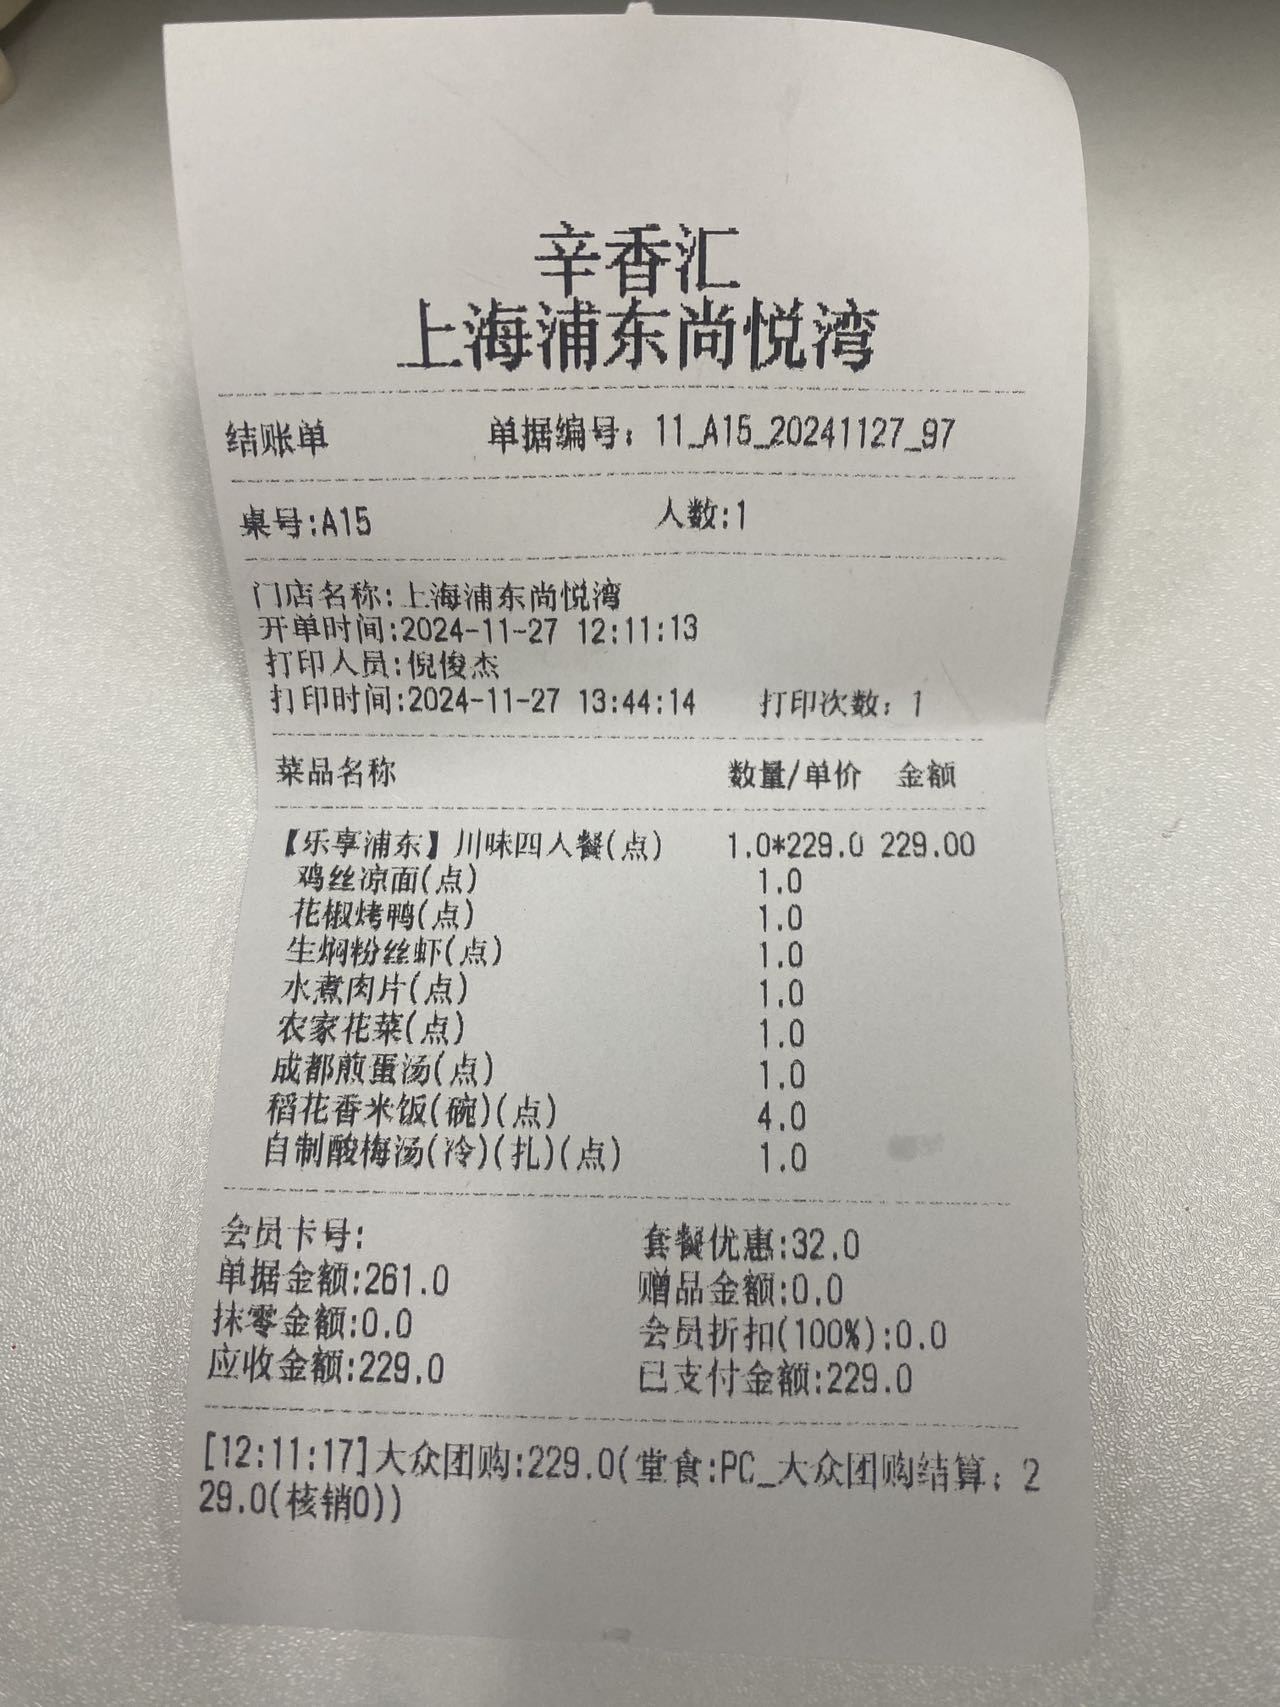 辛香汇
上海浦东尚悦湾
结账单 单据编号：11_A15_20241127_97
桌号:A15 人数:1
门店名称:上海浦东尚悦湾
开单时间:2024-11-27 12:11:13
打印人员:倪俊杰
打印时间:2024-11-27 13:44:14 打印次数：1
菜品名称 数量/单价 金额
【乐享浦东】川味四人餐(点) 1.0*229.0 229.00
鸡丝凉面(点) 1.0
花椒烤鸭(点) 1.0
生焗粉丝虾(点) 1.0
水煮肉片(点) 1.0
农家花菜(点) 1.0
成都煎蛋汤(点) 1.0
稻花香米饭(碗)(点) 4.0
自制酸梅汤(冷)(扎)(点) 1.0
会员卡号: 套餐优惠:32.0
单据金额:261.0 赠品金额:0.0
抹零金额:0.0 会员折扣(100%):0.0
应收金额:229.0 已支付金额:229.0
[12:11:17]大众团购:229.0(堂食:PC_大众团购结算：2
29.0(核销0))